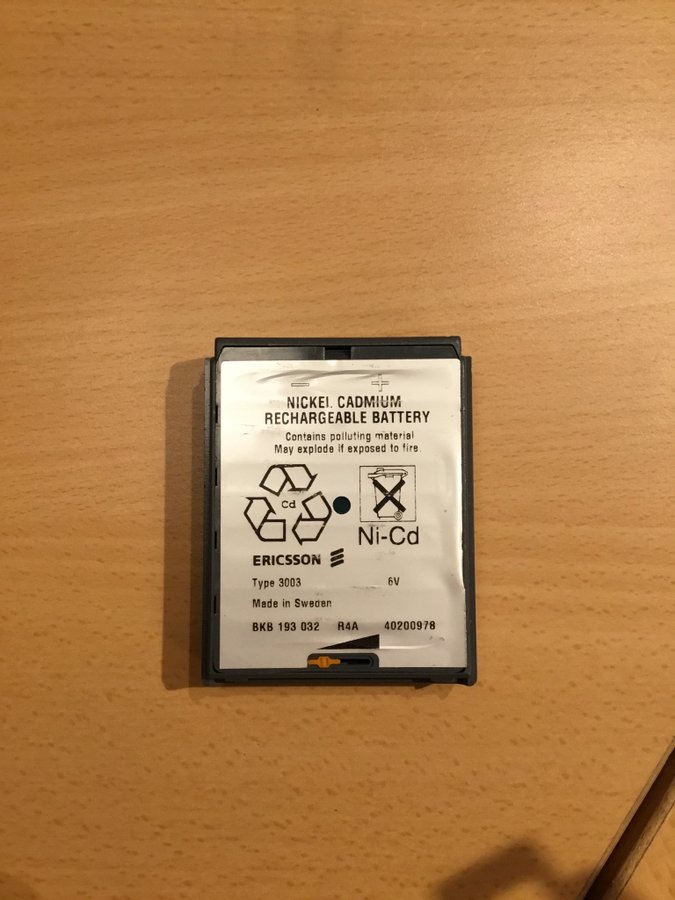 — +
NICKEL CADMIUM
RECHARGEABLE BATTERY
Contains polluting material
May explode if exposed to fire.
Cd
Ni-Cd
ERICSSON
Type 3003 6V
Made in Sweden
BKB 193 032 R4A 40200978